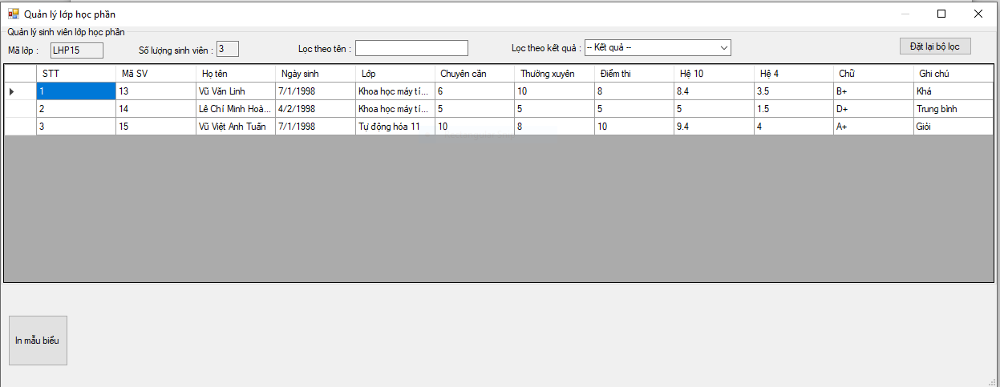 Quản lý lớp học phần
Quản lý sinh viên lớp học phần
Mã lớp : LHP15 Số lượng sinh viên : 3 Lọc theo tên : Lọc theo kết quả : -- Kết quả -- Đặt lại bộ lọc
STT Mã SV Họ tên Ngày sinh Lớp Chuyên cần Thường xuyên Điểm thi Hệ 10 Hệ 4 Chữ Ghi chú
1 13 Vũ Văn Linh 7/1/1998 Khoa học máy tí... 6 10 8 8.4 3.5 B+ Khá
2 14 Lê Chí Minh Hoà... 4/2/1998 Khoa học máy tí... 5 5 5 5 1.5 D+ Trung bình
3 15 Vũ Việt Anh Tuấn 7/1/1998 Tự động hóa 11 10 8 10 9.4 4 A+ Giỏi
In mẫu biểu